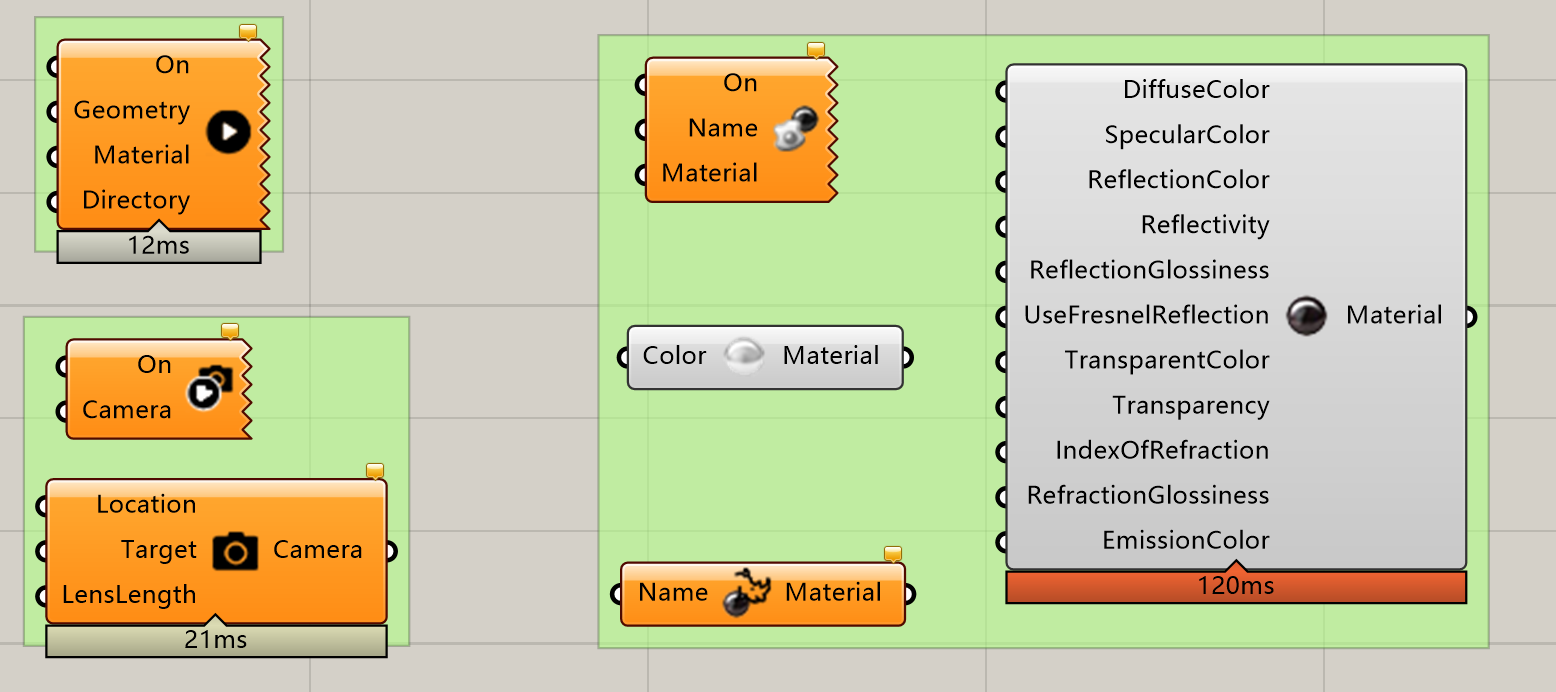 On
Geometry
Material
Directory
12ms
On
Camera
Location
Target
Camera
LensLength
21ms
On
Name
Material
Color
Material
Name
Material
DiffuseColor
SpecularColor
ReflectionColor
Reflectivity
ReflectionGlossiness
UseFresnelReflection
Material
TransparentColor
Transparency
IndexOfRefraction
RefractionGlossiness
EmissionColor
120ms